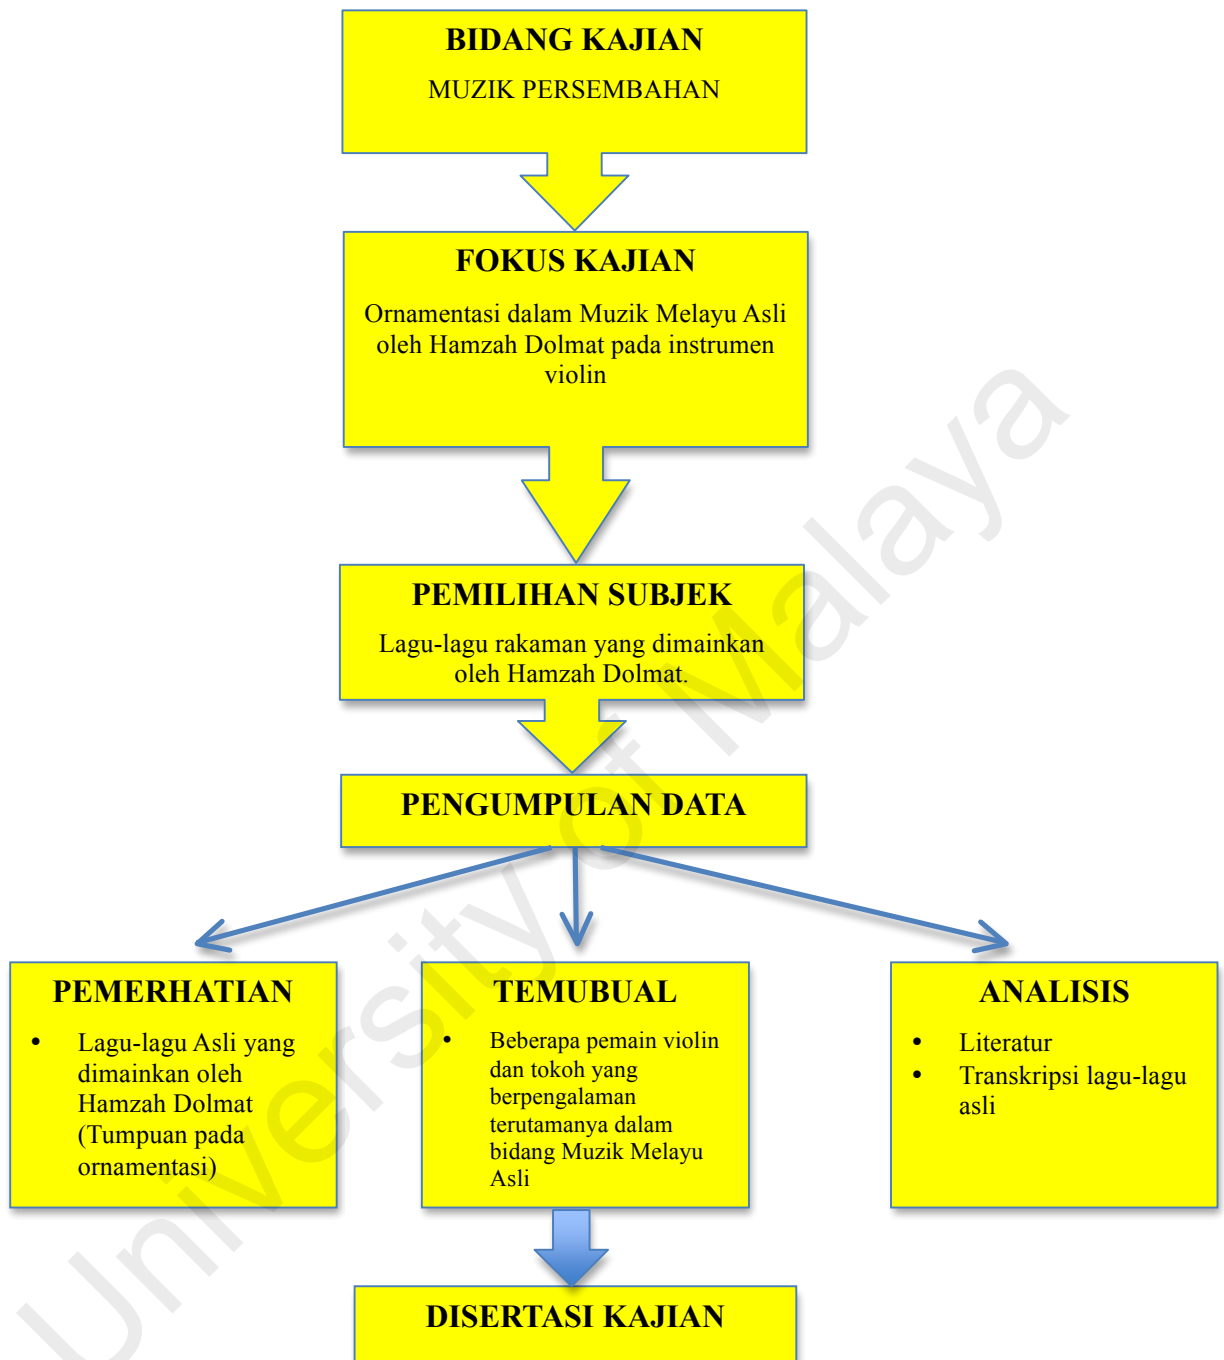 BIDANG KAJIAN
MUZIK PERSEMBAHAN
FOKUS KAJIAN
Ornamentasi dalam Muzik Melayu Asli
oleh Hamzah Dolmat pada instrumen
violin
PEMILIHAN SUBJEK
Lagu-lagu rakaman yang dimainkan
oleh Hamzah Dolmat.
PENGUMPULAN DATA
PEMERHATIAN
• Lagu-lagu Asli yang
dimainkan oleh
Hamzah Dolmat
(Tumpuan pada
ornamentasi)
TEMUBUAL
• Beberapa pemain violin
dan tokoh yang
berpengalaman
terutamanya dalam
bidang Muzik Melayu
Asli
ANALISIS
• Literatur
• Transkripsi lagu-lagu
asli
DISERTASI KAJIAN
University of Malaya